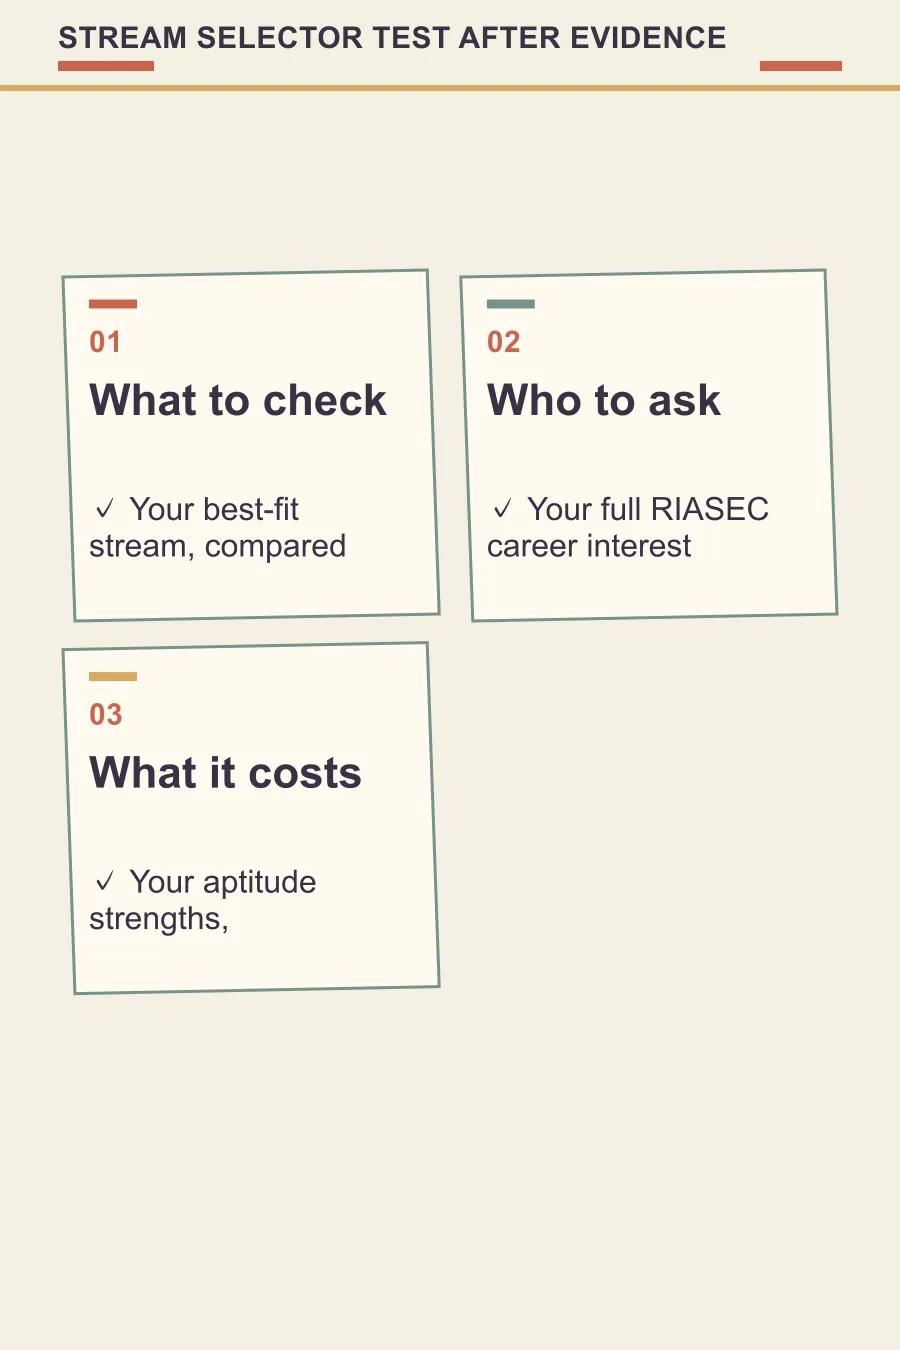 STREAM SELECTOR TEST AFTER EVIDENCE
01
What to check
✓ Your best-fit
stream, compared
02
Who to ask
✓ Your full RIASEC
career interest
03
What it costs
✓ Your aptitude
strengths,